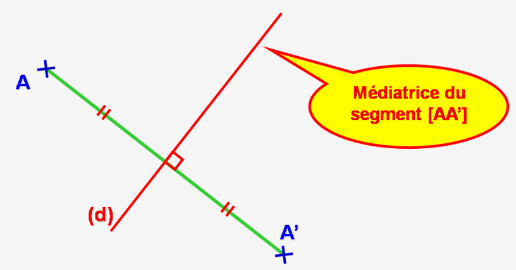 A
Médiatrice du
segment [AA’]
(d)
A’